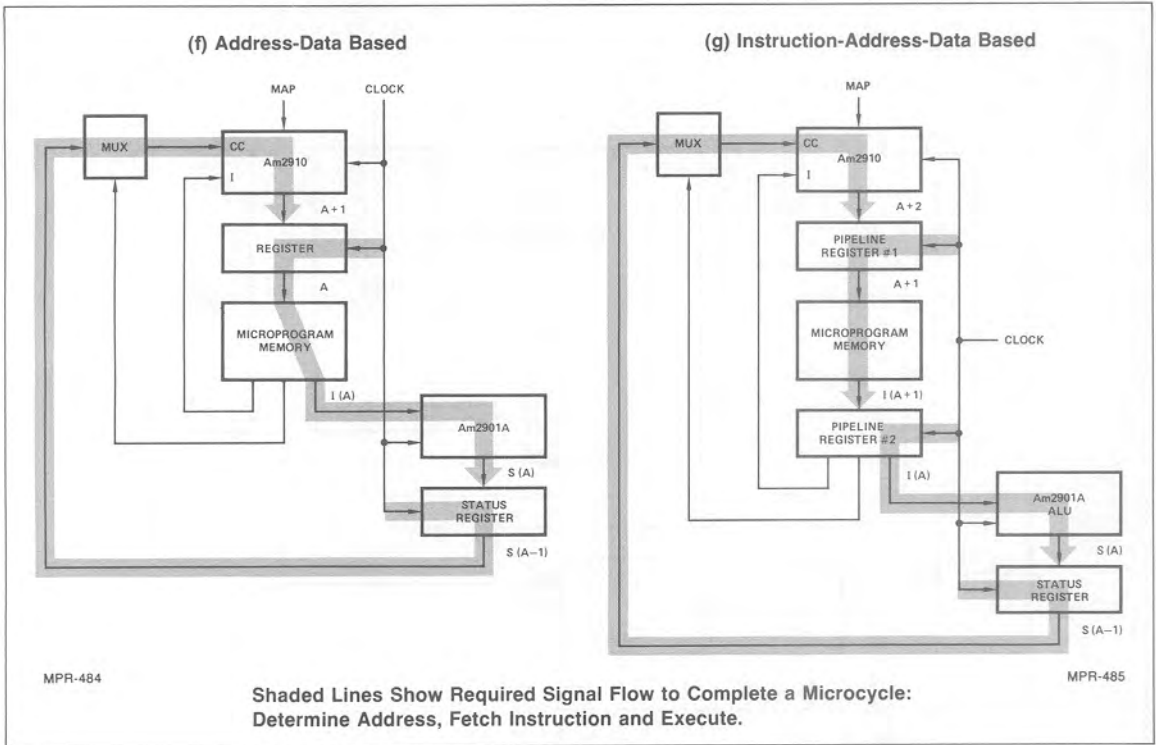 (f) Address-Data Based
MAP
CLOCK
MUX
CC
Am2910
I
A + 1
REGISTER
A
MICROPROGRAM
MEMORY
I (A)
Am2901A
S (A)
STATUS
REGISTER
S (A−1)
MPR-484
(g) Instruction-Address-Data Based
MAP
MUX
CC
Am2910
I
A + 2
PIPELINE
REGISTER #1
A + 1
MICROPROGRAM
MEMORY
CLOCK
I (A + 1)
PIPELINE
REGISTER #2
I (A)
Am2901A
ALU
S (A)
STATUS
REGISTER
S (A−1)
MPR-485
Shaded Lines Show Required Signal Flow to Complete a Microcycle:
Determine Address, Fetch Instruction and Execute.